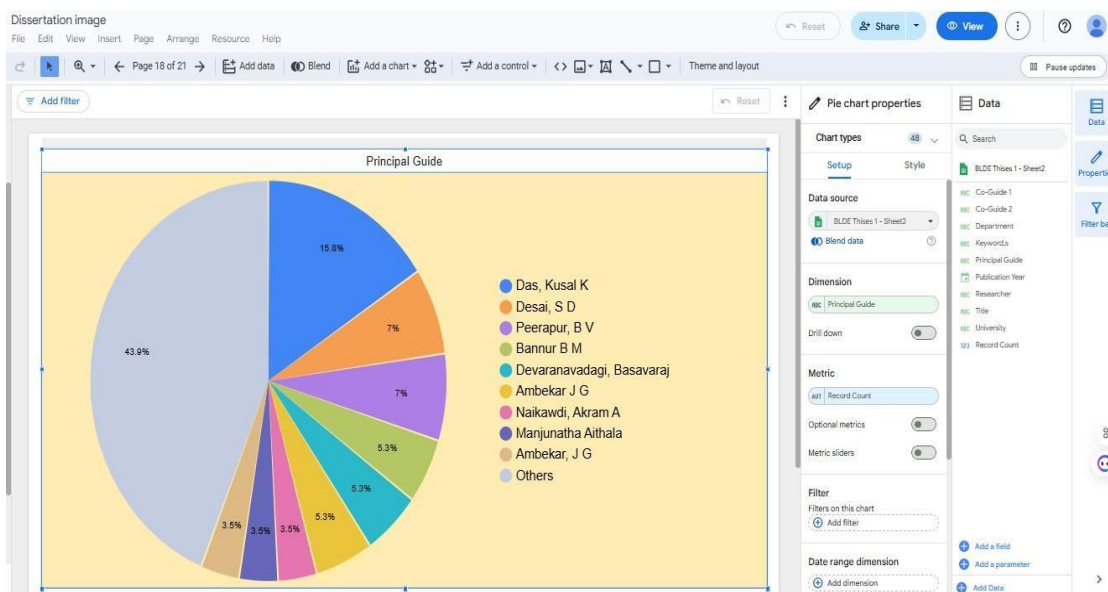 Dissertation image
File Edit View Insert Page Arrange Resource Help
Reset
Share
View
Page 18 of 21
Add data
Blend
Add a chart
Add a control
Theme and layout
Pause updates
Add filter
Reset
Principal Guide
15.8%
7%
7%
5.3%
5.3%
5.3%
3.5%
3.5%
3.5%
43.9%
Das, Kusal K
Desai, S D
Peerapur, B V
Bannur B M
Devaranavadagi, Basavaraj
Ambekar J G
Naikawdi, Akram A
Manjunatha Aithala
Ambekar, J G
Others
Pie chart properties
Chart types 48
Setup Style
Data source
BLDE Thises 1 - Sheet2
Blend data
Dimension
RBC Principal Guide
Drill down
Metric
AUT Record Count
Optional metrics
Metric sliders
Filter
Filters on this chart
Add filter
Date range dimension
Add dimension
Data
Search
BLDE Thises 1 - Sheet2
Co-Guide 1
Co-Guide 2
Department
Keyword,s
Principal Guide
Publication Year
Researcher
Title
University
123 Record Count
Add a field
Add a parameter
Add Data
Data
Propertie
Filter ba